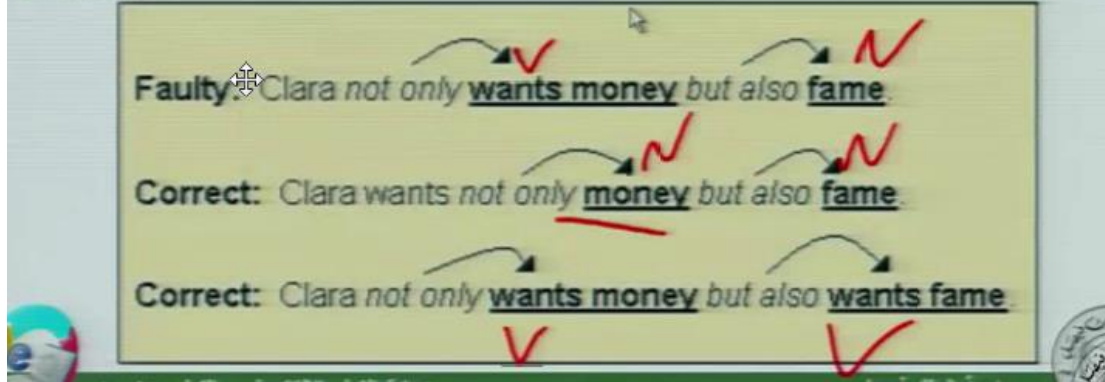 V N
Faulty: Clara not only wants money but also fame.
N N
Correct: Clara wants not only money but also fame.
Correct: Clara not only wants money but also wants fame.
V V